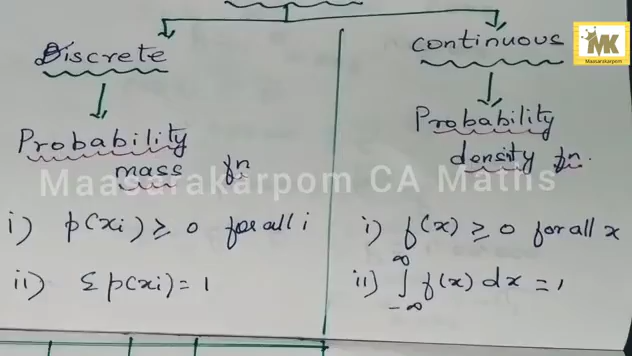 Discrete
Probability
mass fn
i) p(xi) ≥ 0 for all i
ii) Σ p(xi) = 1
continuous
Probability
density fn.
i) f(x) ≥ 0 for all x
ii) ∫_{-∞}^{∞} f(x) dx = 1
MK
Maasarakarpom
Maasarakarpom CA Maths